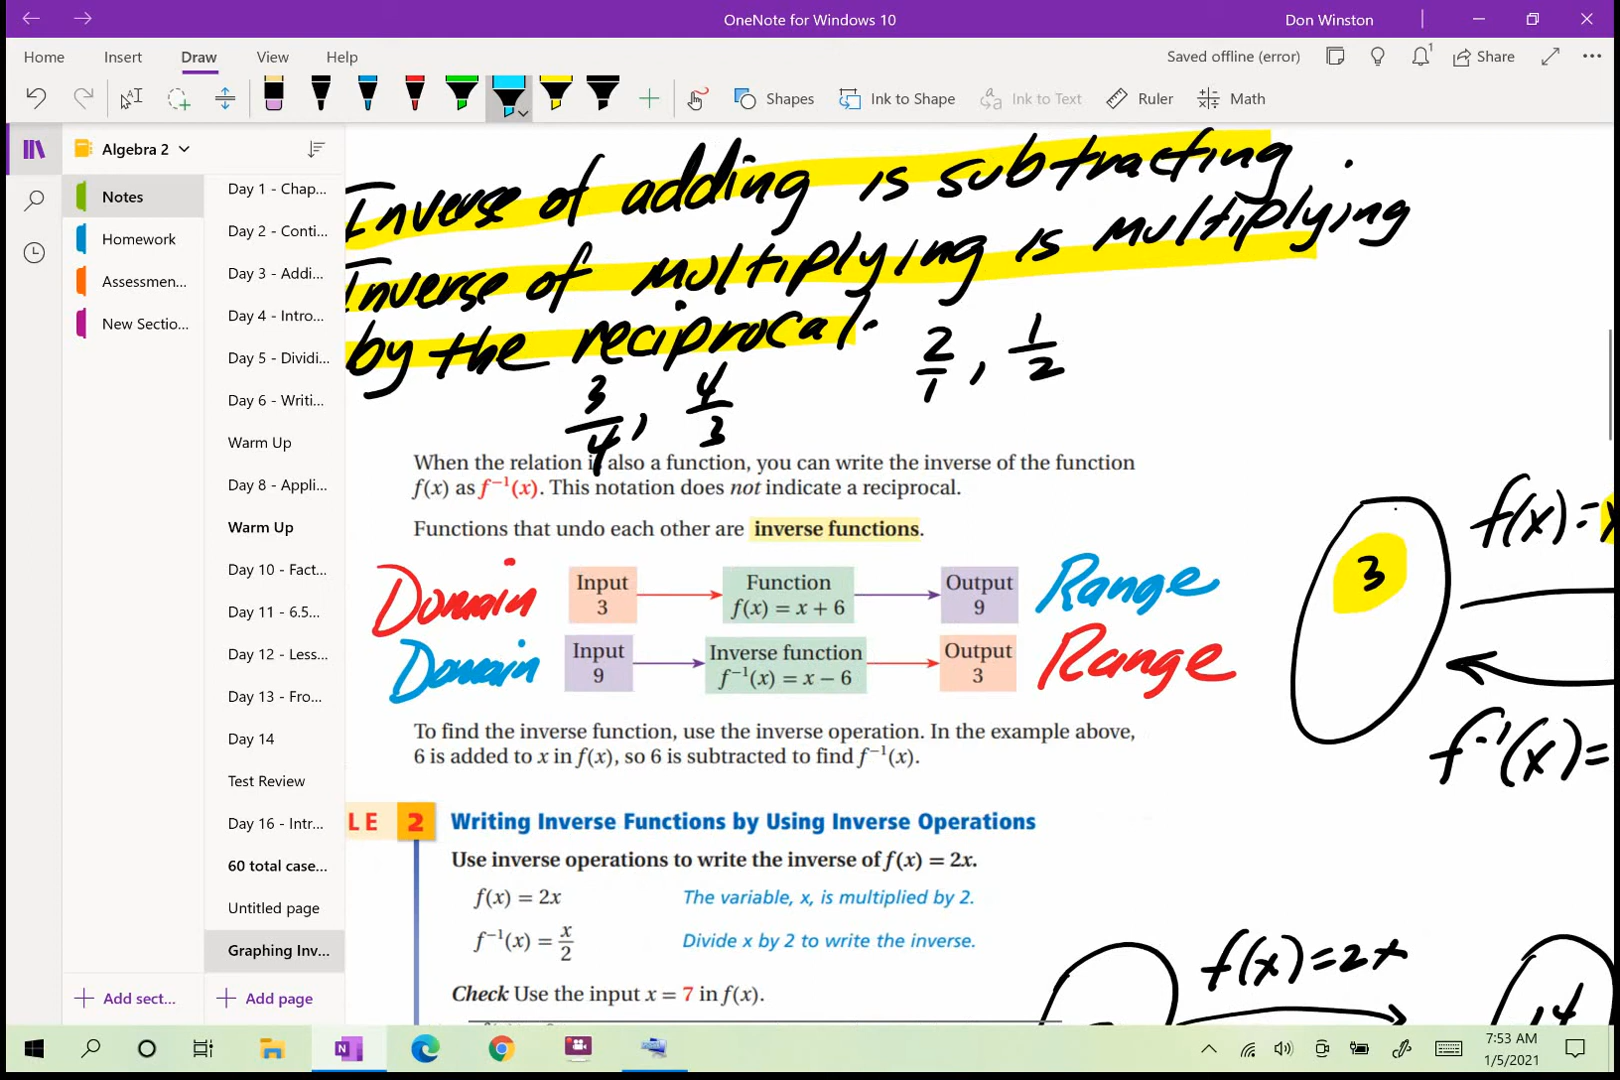 OneNote for Windows 10
Don Winston
Home Insert Draw View Help
Saved offline (error)
Share
Shapes
Ink to Shape
Ink to Text
Ruler
Math
Algebra 2
Notes
Homework
Assessmen...
New Sectio...
Add sect...
Day 1 - Chap...
Day 2 - Conti...
Day 3 - Addi...
Day 4 - Intro...
Day 5 - Dividi...
Day 6 - Writi...
Warm Up
Day 8 - Appli...
Warm Up
Day 10 - Fact...
Day 11 - 6.5...
Day 12 - Less...
Day 13 - Fro...
Day 14
Test Review
Day 16 - Intr...
60 total case...
Untitled page
Graphing Inv...
Add page
Inverse of adding is subtracting.
Inverse of multiplying is multiplying
by the reciprocal.
2/1, 1/2
3/4, 4/3
When the relation is also a function, you can write the inverse of the function
f(x) as f⁻¹(x). This notation does not indicate a reciprocal.
Functions that undo each other are inverse functions.
Domain
Input
3
Function
f(x) = x + 6
Output
9
Range
Domain
Input
9
Inverse function
f⁻¹(x) = x − 6
Output
3
Range
3
f(x)=x
f⁻¹(x)=
To find the inverse function, use the inverse operation. In the example above,
6 is added to x in f(x), so 6 is subtracted to find f⁻¹(x).
LE 2 Writing Inverse Functions by Using Inverse Operations
Use inverse operations to write the inverse of f(x) = 2x.
f(x) = 2x The variable, x, is multiplied by 2.
f⁻¹(x) = x/2 Divide x by 2 to write the inverse.
Check Use the input x = 7 in f(x).
f(x)=2x
14
7:53 AM
1/5/2021